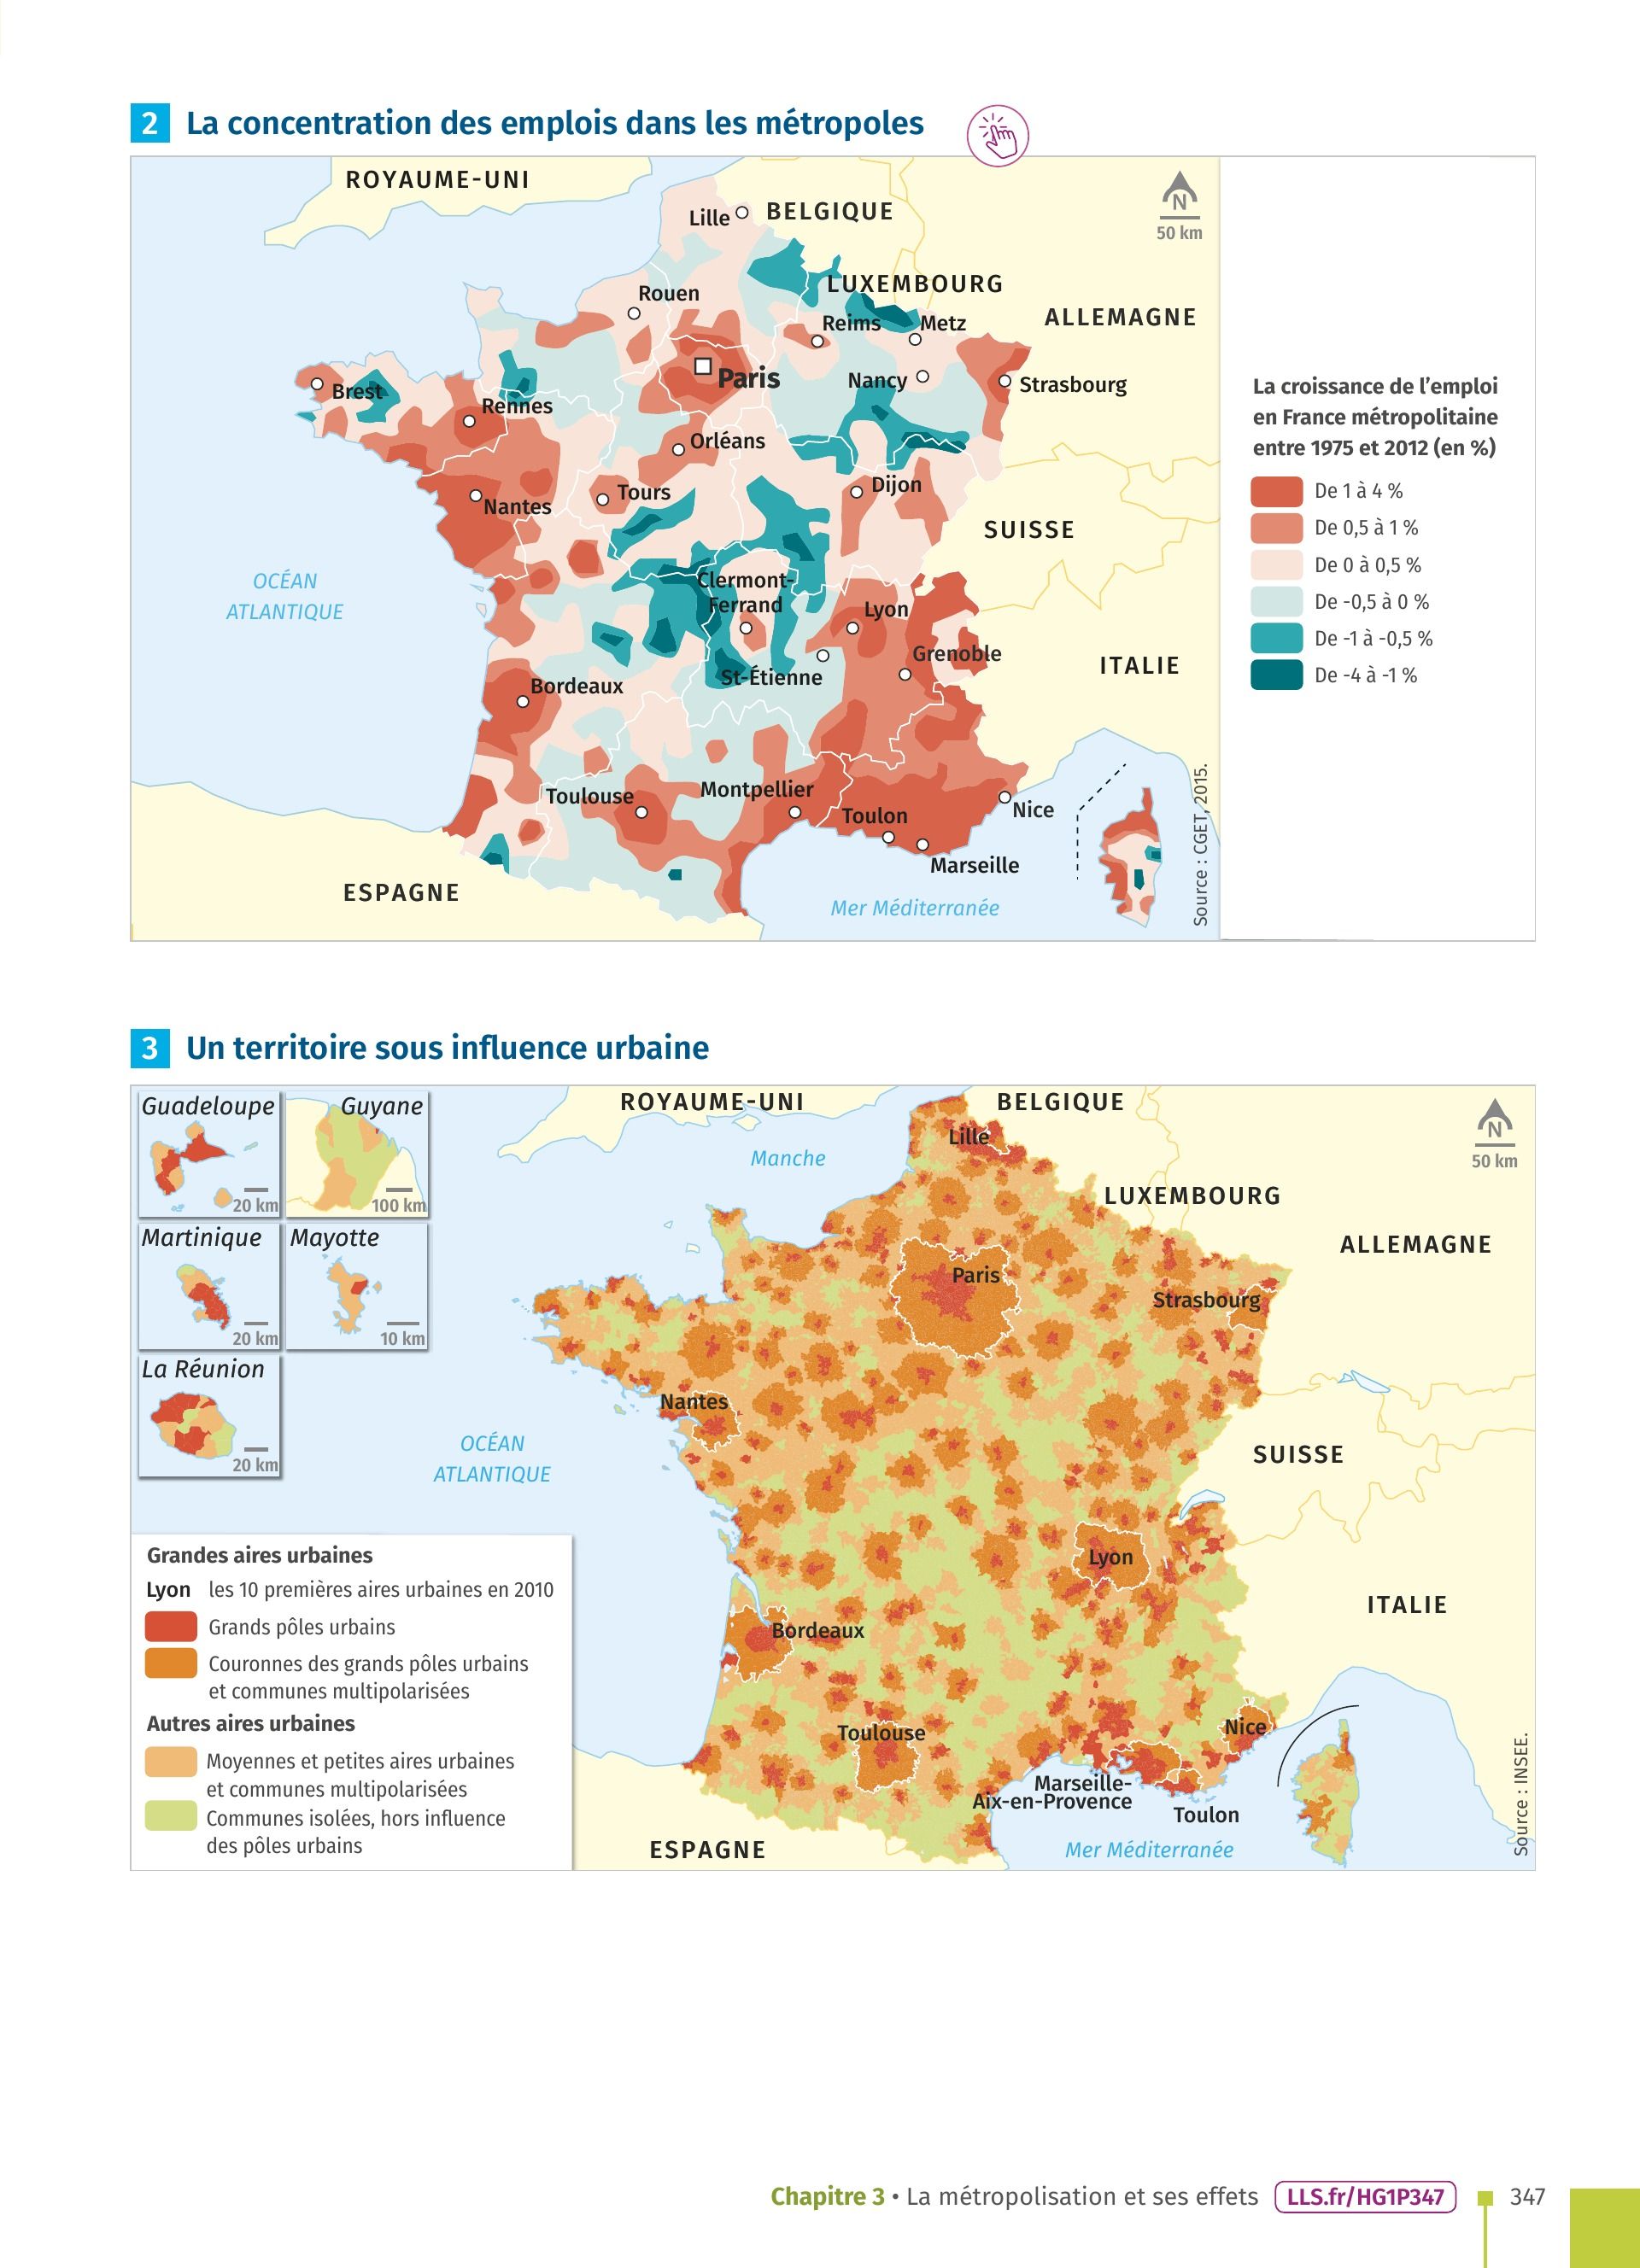 2 La concentration des emplois dans les métropoles
ROYAUME-UNI
Lille
BELGIQUE
N
50 km
LUXEMBOURG
Rouen
ALLEMAGNE
Reims
Metz
Paris
Nancy
Strasbourg
Brest
Rennes
Orléans
Tours
Dijon
Nantes
SUISSE
OCÉAN
ATLANTIQUE
Clermont-
Ferrand
Lyon
Grenoble
ITALIE
St-Étienne
Bordeaux
Toulouse
Montpellier
Toulon
Nice
Marseille
ESPAGNE
Mer Méditerranée
Source : CGET, 2015.
La croissance de l'emploi
en France métropolitaine
entre 1975 et 2012 (en %)
De 1 à 4 %
De 0,5 à 1 %
De 0 à 0,5 %
De -0,5 à 0 %
De -1 à -0,5 %
De -4 à -1 %
3 Un territoire sous influence urbaine
Guadeloupe
20 km
Guyane
100 km
Martinique
20 km
Mayotte
10 km
La Réunion
20 km
ROYAUME-UNI
BELGIQUE
Lille
Manche
N
50 km
LUXEMBOURG
ALLEMAGNE
Paris
Strasbourg
Nantes
OCÉAN
ATLANTIQUE
SUISSE
Lyon
ITALIE
Bordeaux
Toulouse
Nice
Marseille-
Aix-en-Provence
Toulon
ESPAGNE
Mer Méditerranée
Source : INSEE.
Grandes aires urbaines
Lyon les 10 premières aires urbaines en 2010
Grands pôles urbains
Couronnes des grands pôles urbains
et communes multipolarisées
Autres aires urbaines
Moyennes et petites aires urbaines
et communes multipolarisées
Communes isolées, hors influence
des pôles urbains
Chapitre 3 • La métropolisation et ses effets LLS.fr/HG1P347 347